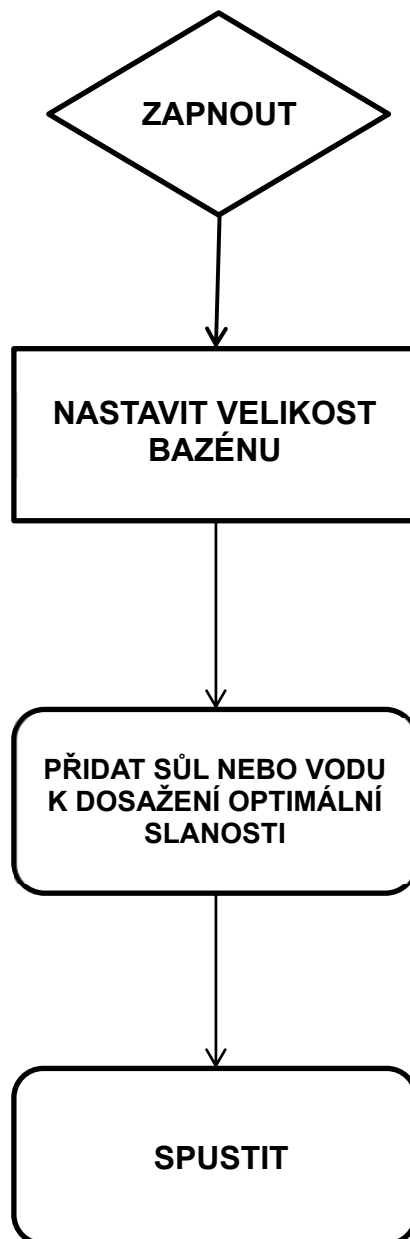 ZAPNOUT
NASTAVIT VELIKOST
BAZÉNU
PŘIDAT SŮL NEBO VODU
K DOSAŽENÍ OPTIMÁLNÍ
SLANOSTI
SPUSTIT